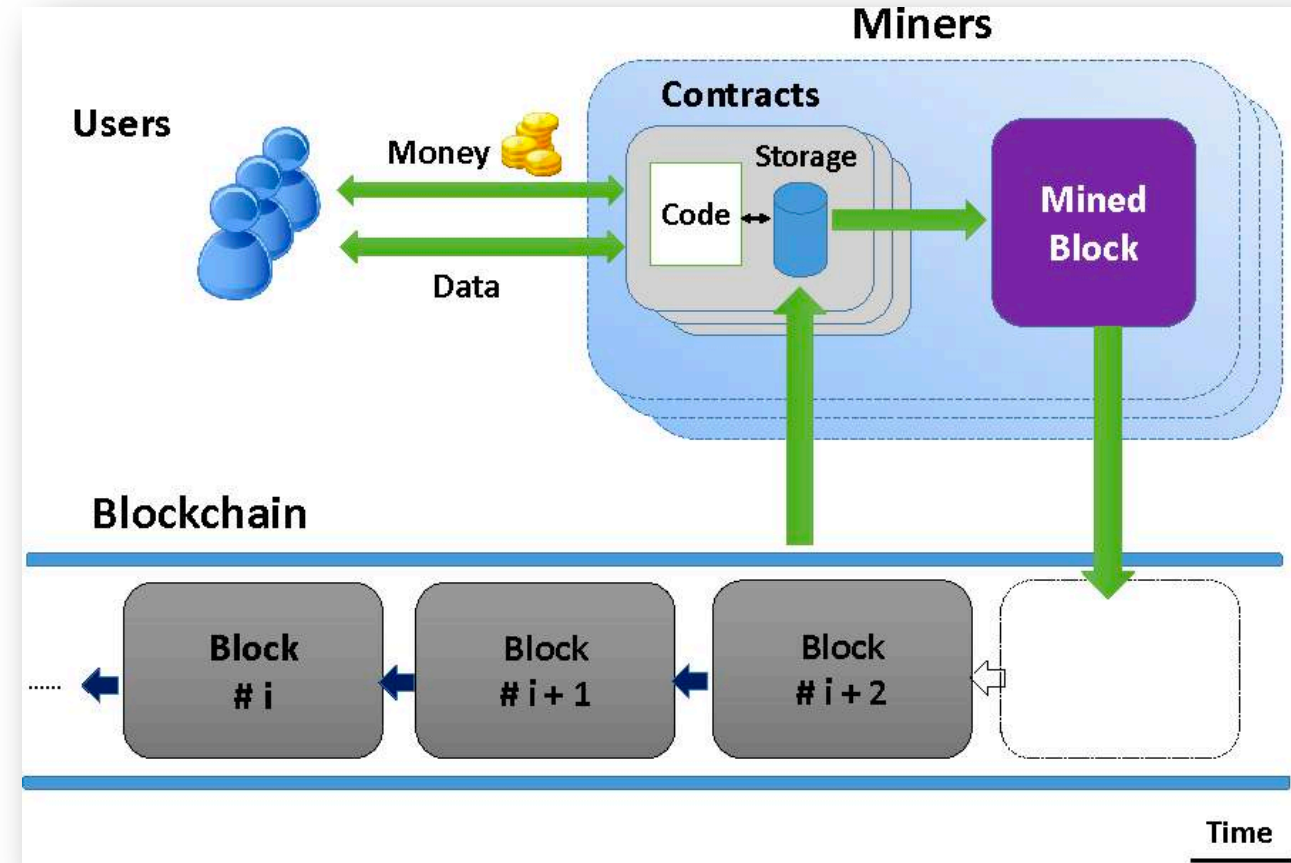 Miners
Contracts
Users
Money
Storage
Code
Mined
Block
Data
Blockchain
......
Block
# i
Block
# i + 1
Block
# i + 2
Time